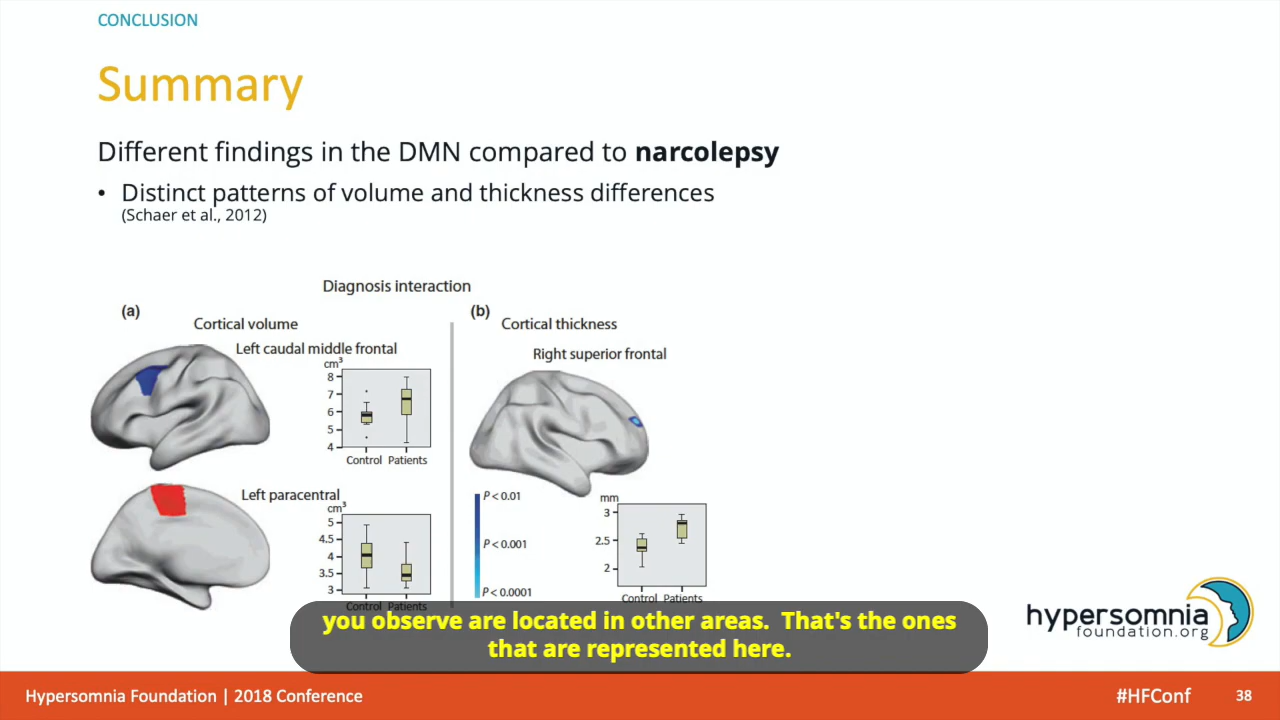 CONCLUSION
Summary
Different findings in the DMN compared to narcolepsy
• Distinct patterns of volume and thickness differences
(Schaer et al., 2012)
Diagnosis interaction
(a)
Cortical volume
Left caudal middle frontal
cm³
8
7
6
5
4
Control Patients
Left paracentral
cm³
5
4.5
4
3.5
3
Control Patients
(b)
Cortical thickness
Right superior frontal
P < 0.01
P < 0.001
P < 0.0001
mm
3
2.5
2
Control Patients
you observe are located in other areas. That's the ones
that are represented here.
hypersomnia
foundation.org
Hypersomnia Foundation | 2018 Conference
#HFConf
38